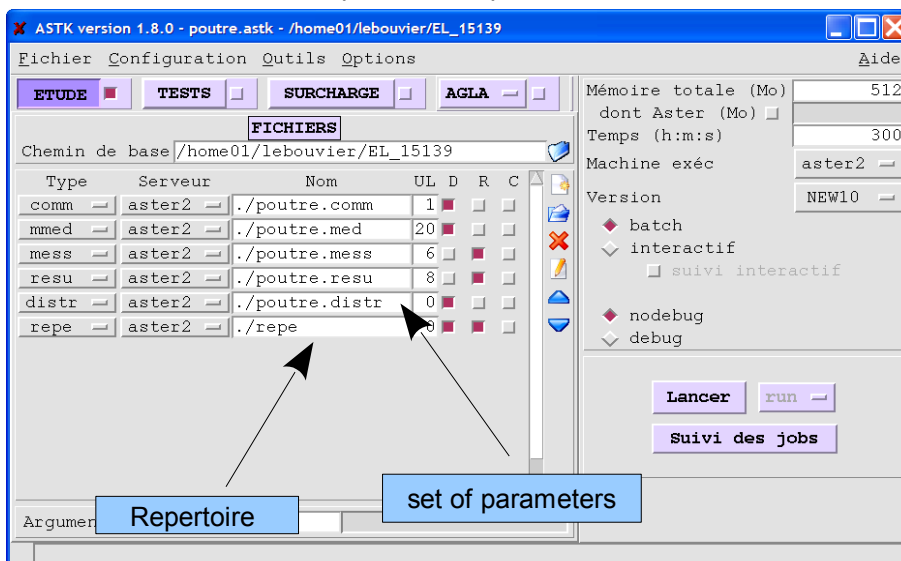 ASTK version 1.8.0 - poutre.astk - /home01/lebouvier/EL_15139
Fichier Configuration Outils Options Aide
ETUDE TESTS SURCHARGE AGLA
FICHIERS
Chemin de base /home01/lebouvier/EL_15139
Type Serveur Nom UL D R C
comm aster2 ./poutre.comm 1
mmed aster2 ./poutre.med 20
mess aster2 ./poutre.mess 6
resu aster2 ./poutre.resu 8
distr aster2 ./poutre.distr 0
repe aster2 ./repe 0
Mémoire totale (Mo) 512
dont Aster (Mo)
Temps (h:m:s) 300
Machine exéc aster2
Version NEW10
batch
interactif
suivi interactif
nodebug
debug
Lancer run
Suivi des jobs
Repertoire
set of parameters
Argumen